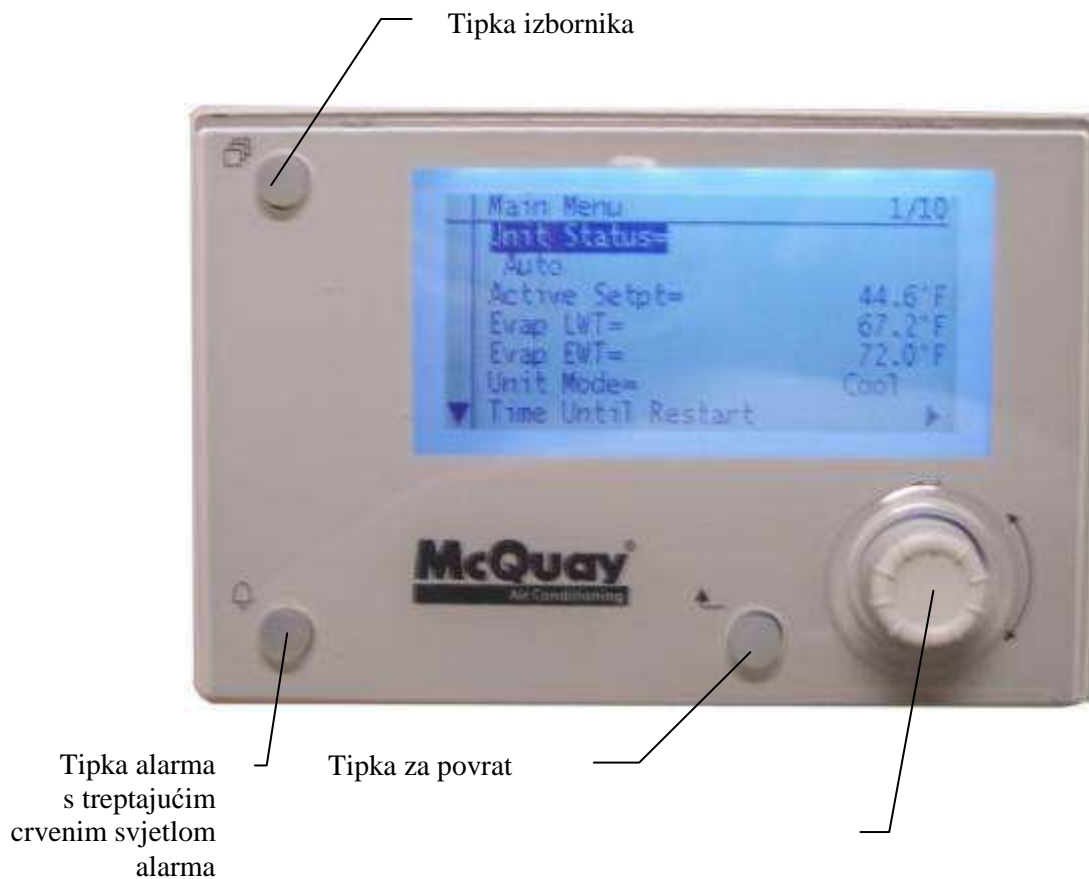 Tipka izbornika
Main Menu 1/10
Unit Status=
Auto
Active Setpt= 44.6°F
Evap LWT= 67.2°F
Evap EWT= 72.0°F
Unit Mode= Cool
Time Until Restart
McQuay®
Air Conditioning
Tipka alarma
s treptajućim
crvenim svjetlom
alarma
Tipka za povrat